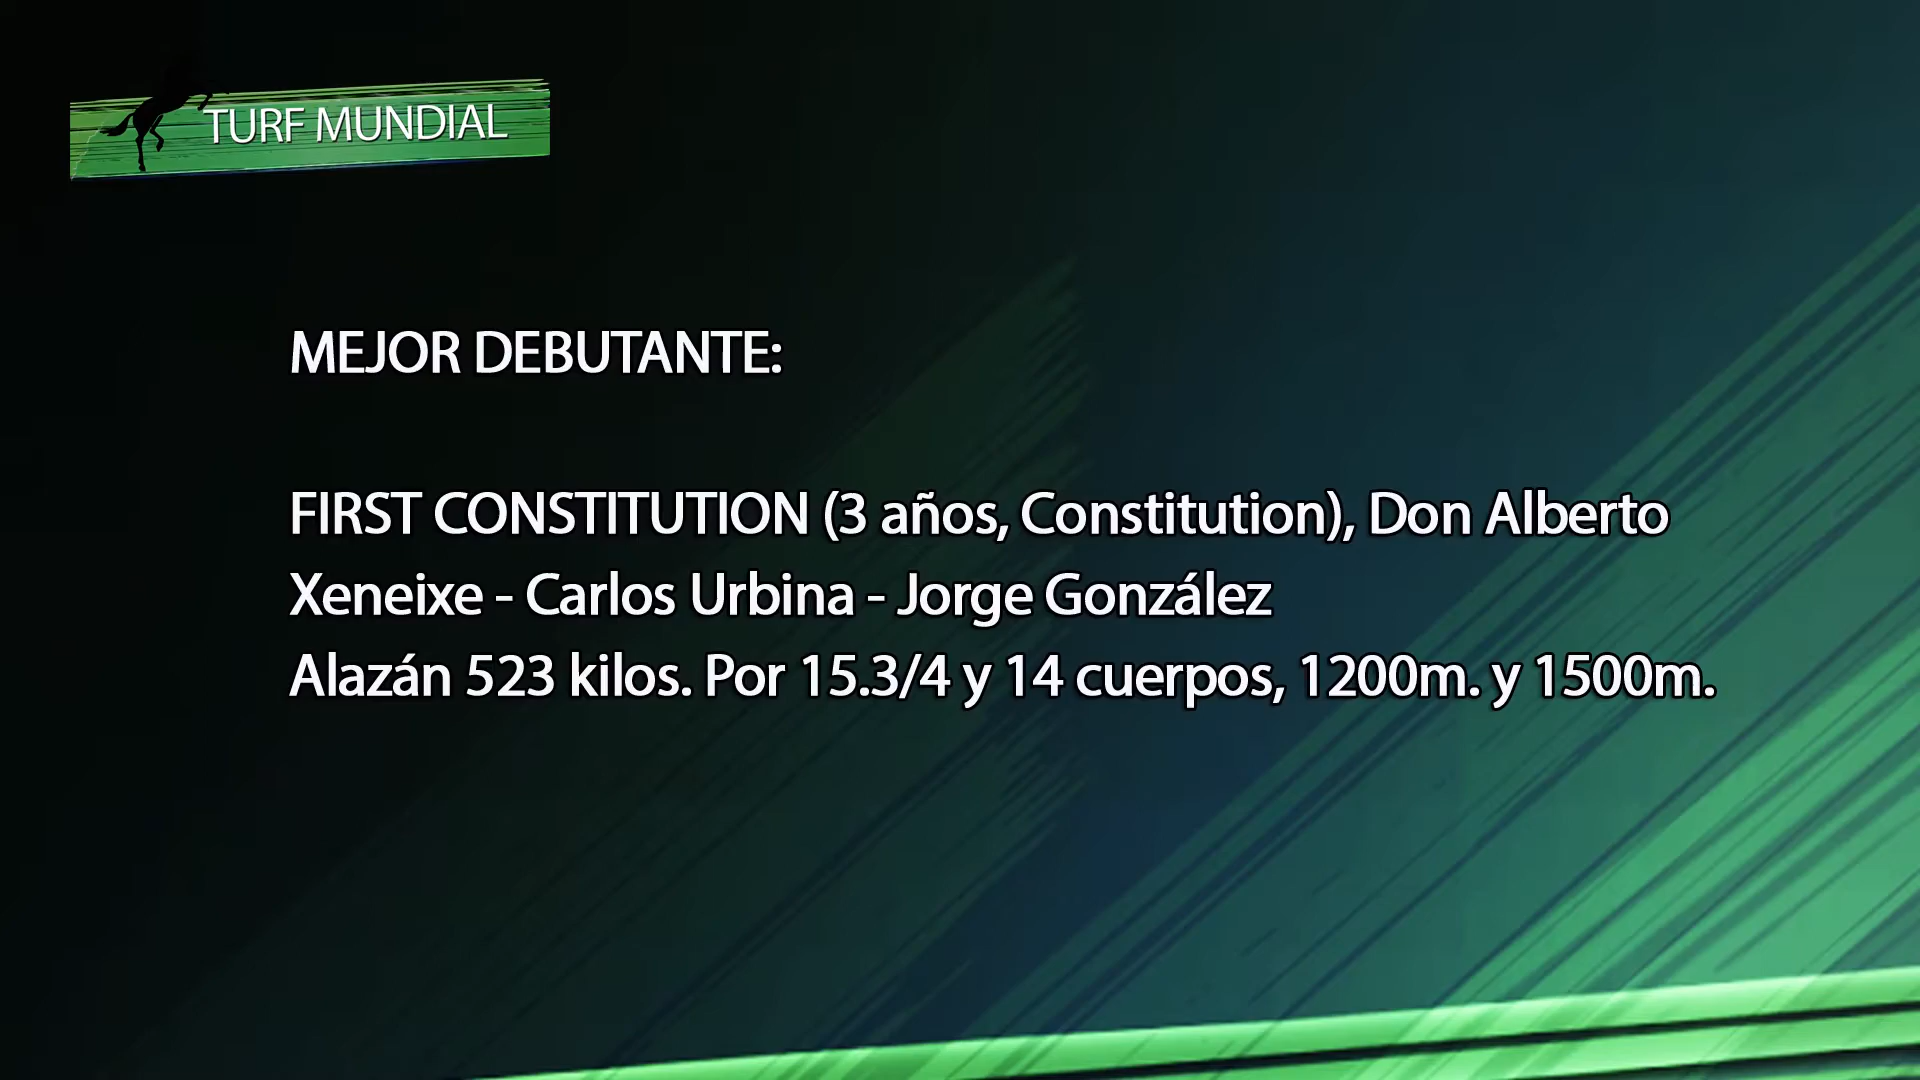 TURF MUNDIAL
MEJOR DEBUTANTE:
FIRST CONSTITUTION (3 años, Constitution), Don Alberto
Xeneixe - Carlos Urbina - Jorge González
Alazán 523 kilos. Por 15.3/4 y 14 cuerpos, 1200m. y 1500m.